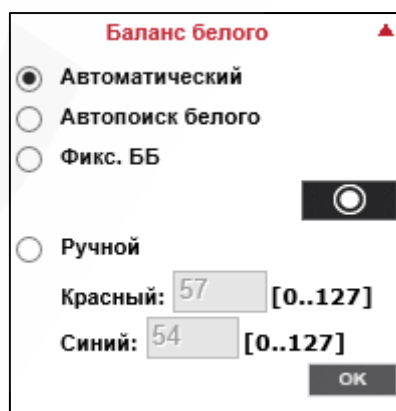 Баланс белого
Автоматический
Автопоиск белого
Фикс. ББ
Ручной
Красный: 57 [0..127]
Синий: 54 [0..127]
OK